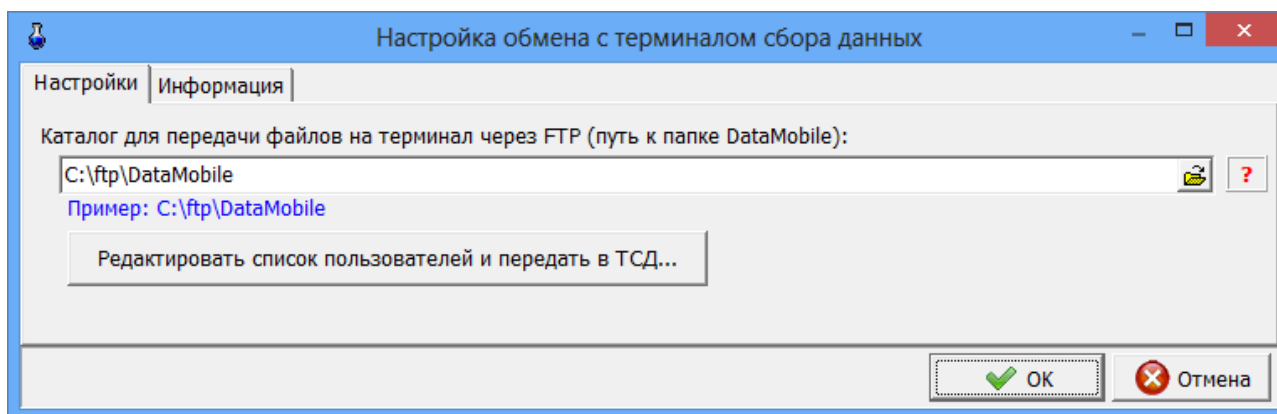 Настройка обмена с терминалом сбора данных
Настройки Информация
Каталог для передачи файлов на терминал через FTP (путь к папке DataMobile):
C:\ftp\DataMobile ?
Пример: C:\ftp\DataMobile
Редактировать список пользователей и передать в ТСД...
OK Отмена